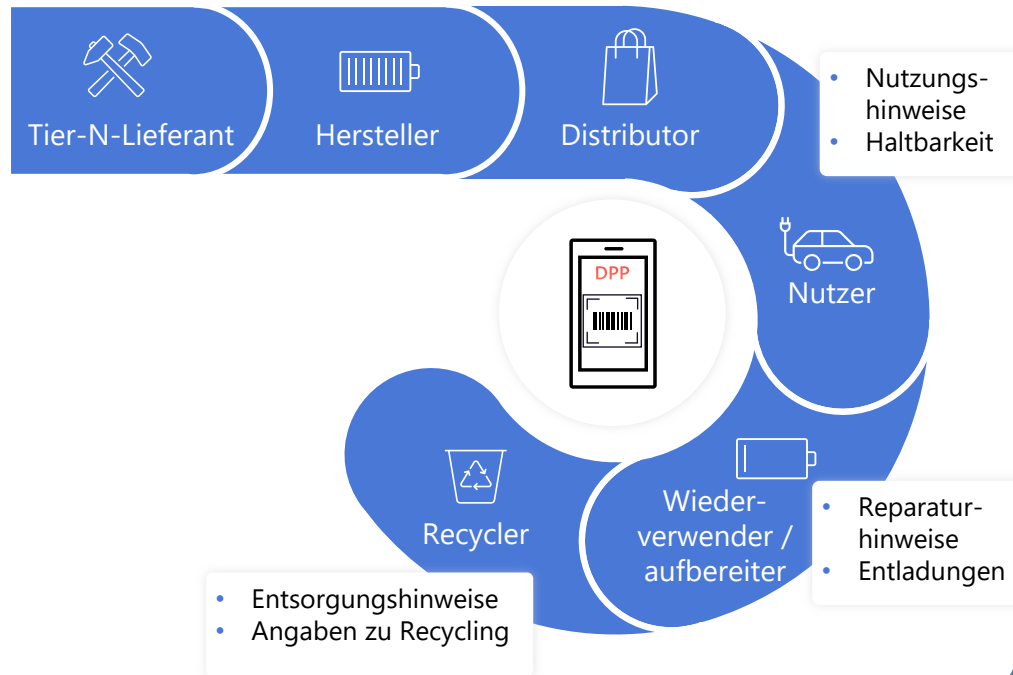 Tier-N-Lieferant
Hersteller
Distributor
• Nutzungs-
hinweise
• Haltbarkeit
DPP
Nutzer
Wieder-
verwender /
aufbereiter
• Reparatur-
hinweise
• Entladungen
Recycler
• Entsorgungshinweise
• Angaben zu Recycling